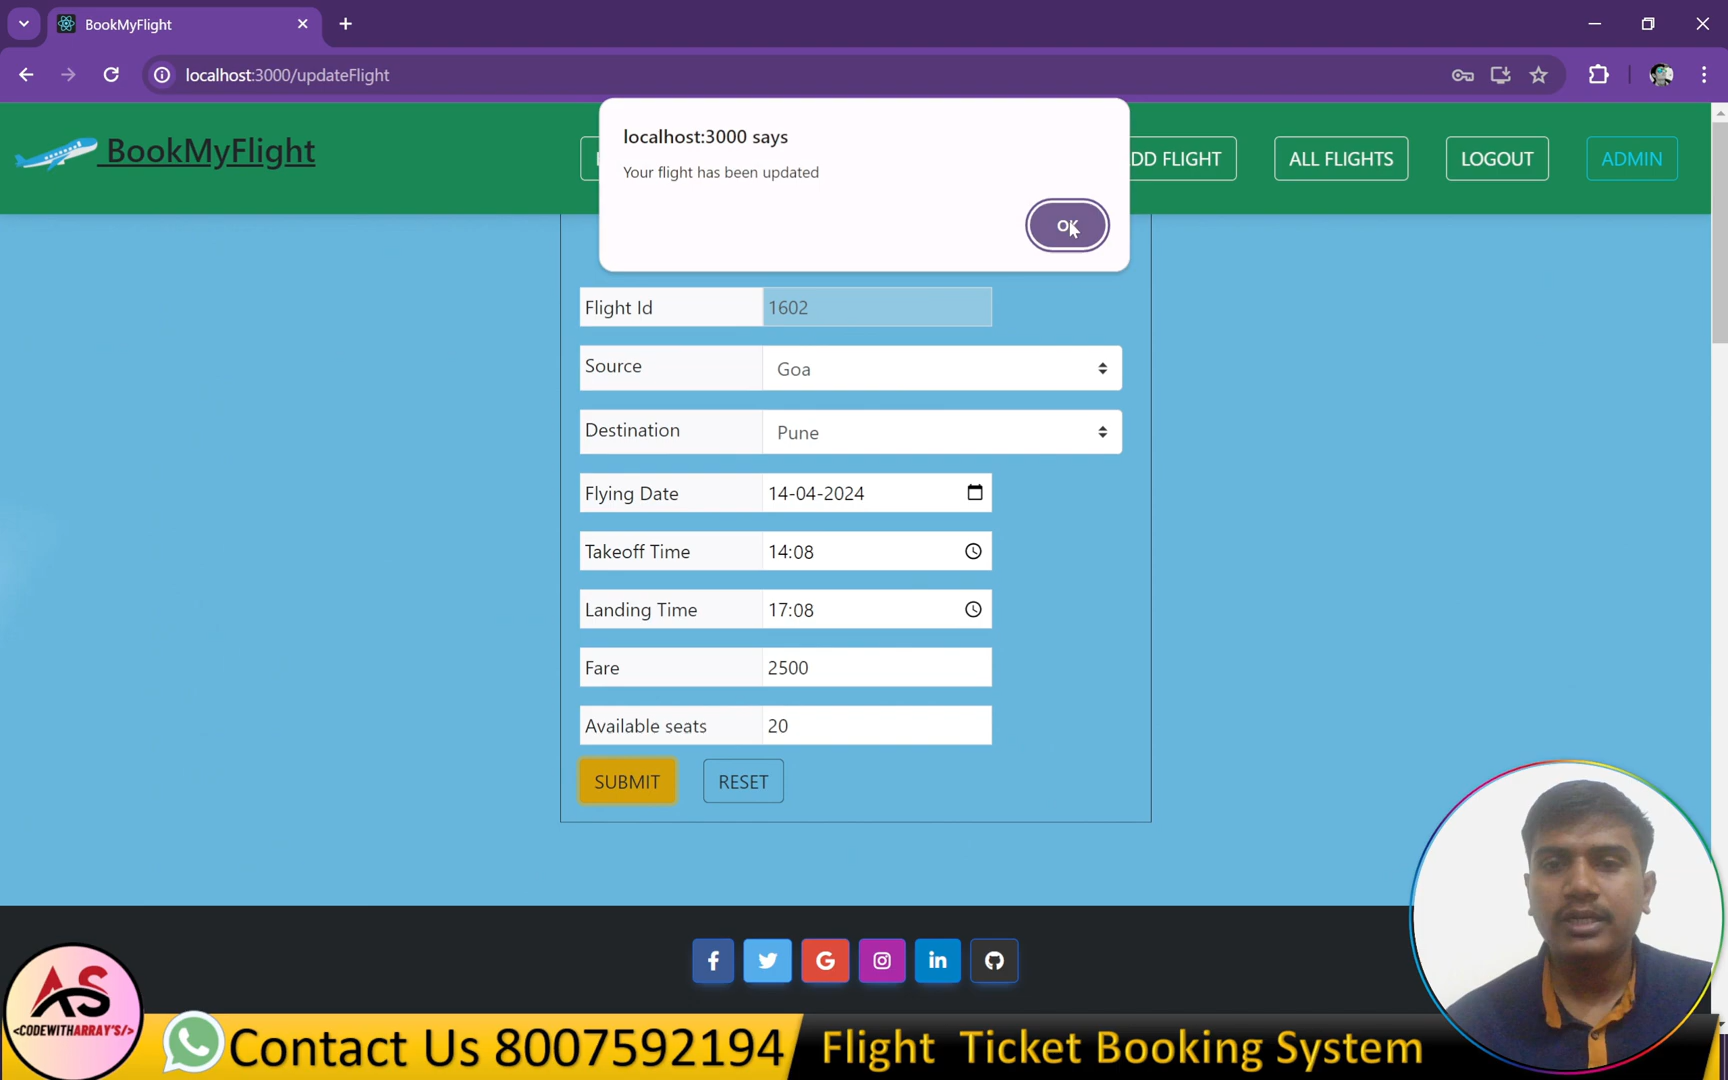 BookMyFlight
localhost:3000/updateFlight
BookMyFlight
DD FLIGHT
ALL FLIGHTS
LOGOUT
ADMIN
localhost:3000 says
Your flight has been updated
OK
Flight Id 1602
Source Goa
Destination Pune
Flying Date 14-04-2024
Takeoff Time 14:08
Landing Time 17:08
Fare 2500
Available seats 20
SUBMIT RESET
AS
<CODEWITHARRAY'S/>
Contact Us 8007592194
Flight Ticket Booking System